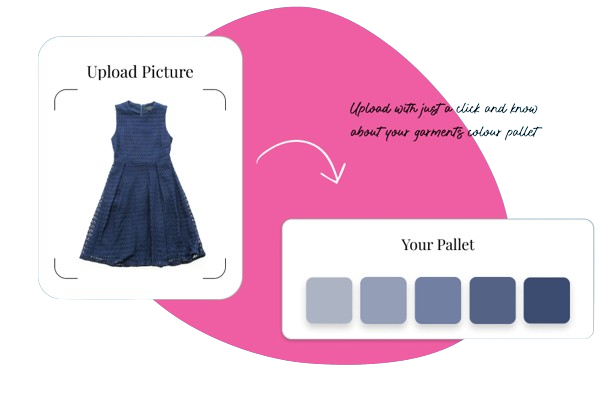 Upload Picture
Upload with just a click and know
about your garments colour pallet
Your Pallet